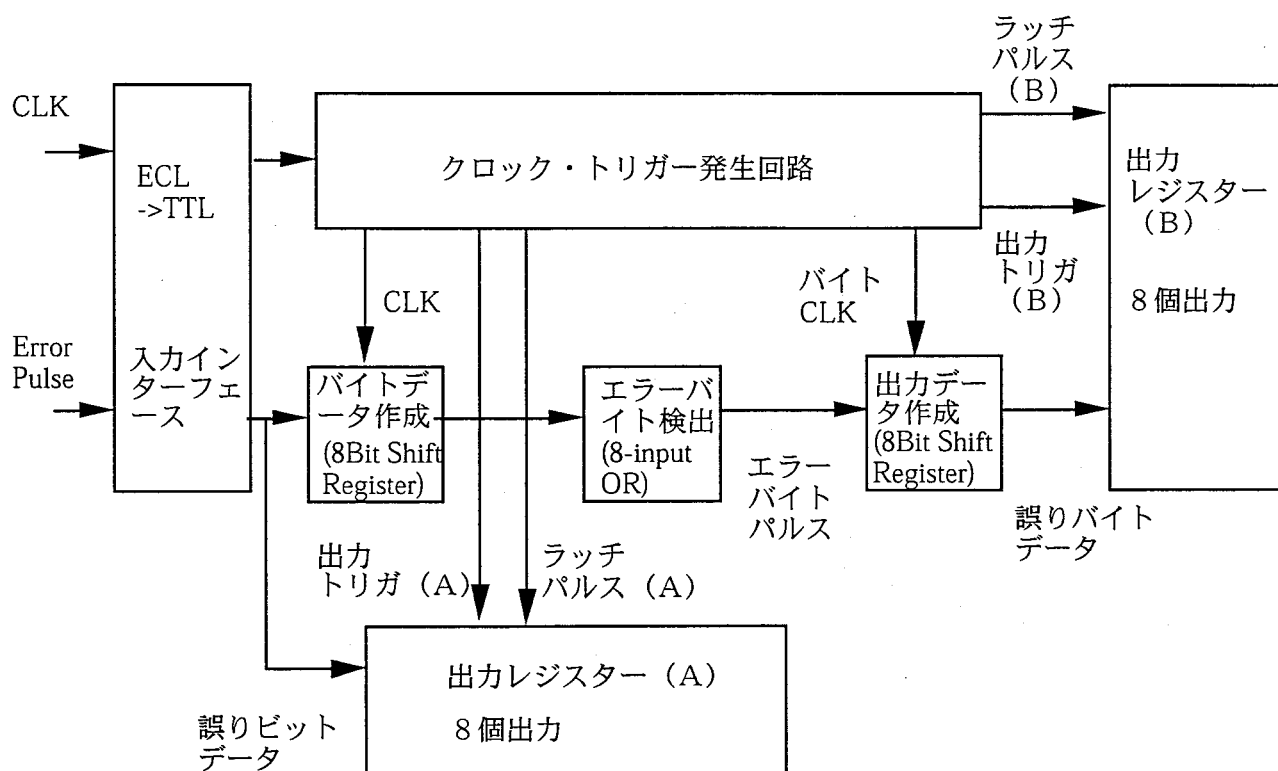 ラッチ
パルス
（B）
CLK
ECL
->TTL
クロック・トリガー発生回路
出力
レジスター
（B）
出力
トリガ
（B）
バイト
CLK
CLK
８個出力
Error
Pulse
入力イン
ターフェ
ース
バイトデ
ータ作成
(8Bit Shift
Register)
エラーバ
イト検出
(8-input
OR)
出力デー
タ作成
(8Bit Shift
Register)
エラー
バイト
パルス
誤りバイト
データ
出力
トリガ（A）
ラッチ
パルス（A）
出力レジスター（A）
８個出力
誤りビット
データ